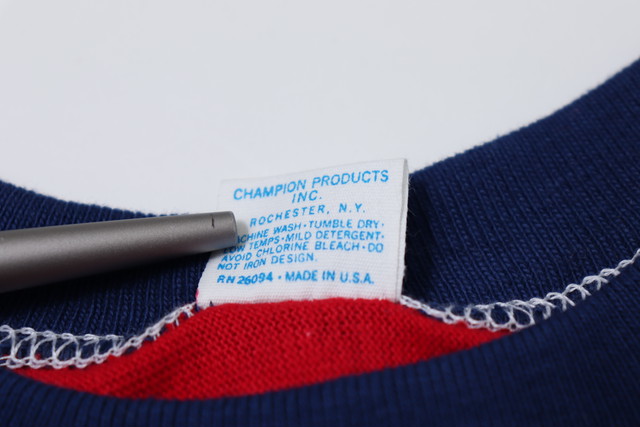 CHAMPION PRODUCTS
INC.
ROCHESTER, N.Y.
CHINE WASH·TUMBLE DRY·
LOW TEMPS·MILD DETERGENT·
AVOID CHLORINE BLEACH·DO
NOT IRON DESIGN.
RN 26094 · MADE IN U.S.A.